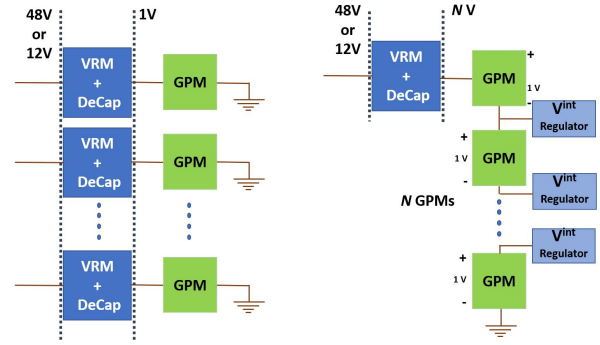 48V
or
12V
1V
VRM
+
DeCap
GPM
VRM
+
DeCap
GPM
VRM
+
DeCap
GPM
48V
or
12V
N V
VRM
+
DeCap
GPM
+
1 V
-
Vint
Regulator
+
1 V
-
GPM
Vint
Regulator
N GPMs
Vint
Regulator
+
1 V
-
GPM